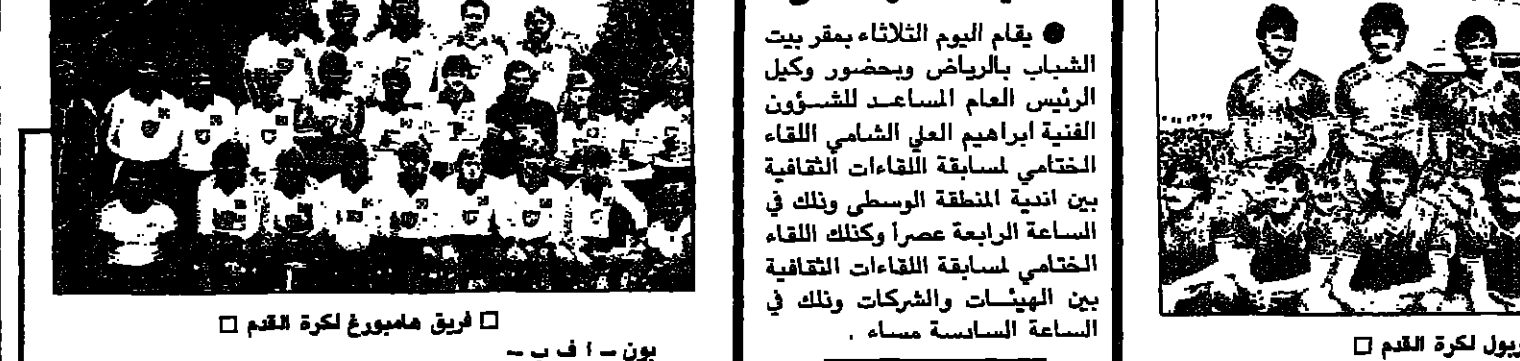 ● يقام اليوم الثلاثاء بمقر بيت
الشباب بالرياض وبحضور وكيل
الرئيس العام المساعد للشؤون
الفنية ابراهيم العلي الشامي اللقاء
الختامي لمسابقة اللقاءات الثقافية
بين اندية المنطقة الوسطى وذلك في
الساعة الرابعة عصراً وكذلك اللقاء
الختامي لمسابقة اللقاءات الثقافية
بين الهيئات والشركات وذلك في
الساعة السادسة مساء .
□ فريق هامبورغ لكرة القدم □
بون - أ ف ب -
لكرة القدم □